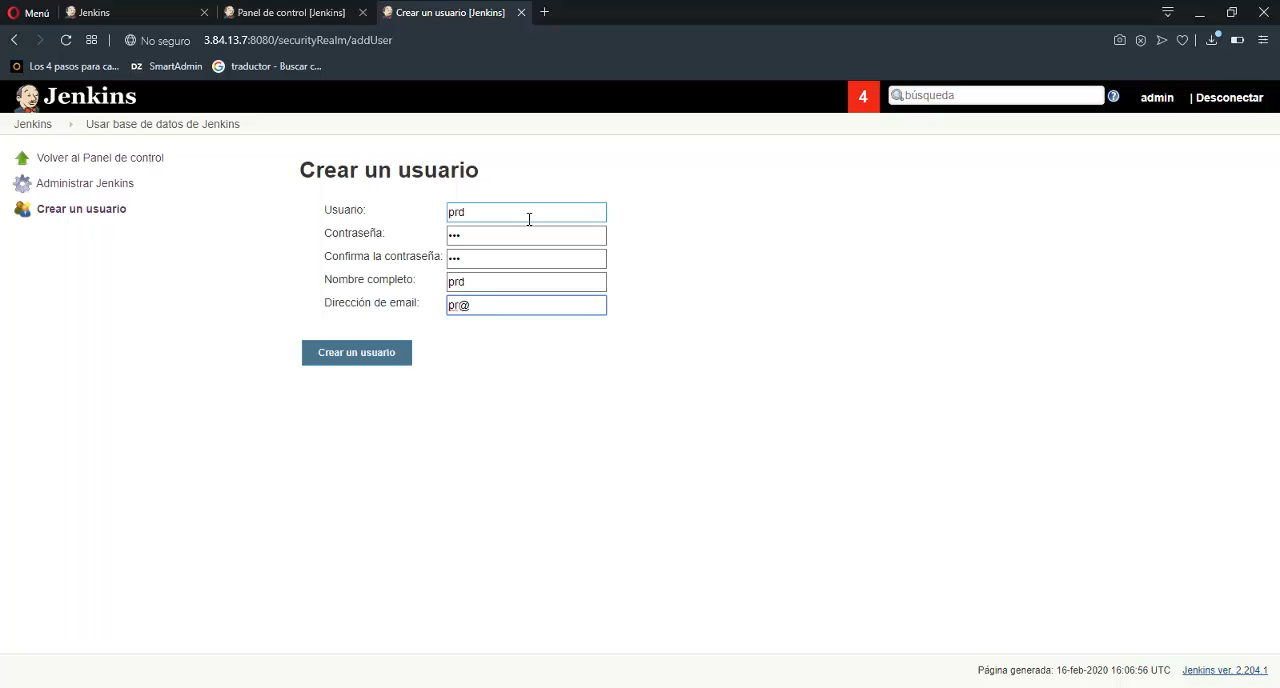 Menú
Jenkins
Panel de control [Jenkins]
Crear un usuario [Jenkins]
No seguro
3.84.13.7:8080/securityRealm/addUser
Los 4 pasos para ca...
DZ SmartAdmin
traductor - Buscar c...
Jenkins
4
búsqueda
admin
| Desconectar
Jenkins
Usar base de datos de Jenkins
Volver al Panel de control
Administrar Jenkins
Crear un usuario
Crear un usuario
Usuario: prd
Contraseña: •••
Confirma la contraseña: •••
Nombre completo: prd
Dirección de email: pr@
Crear un usuario
Página generada: 16-feb-2020 16:06:56 UTC
Jenkins ver. 2.204.1